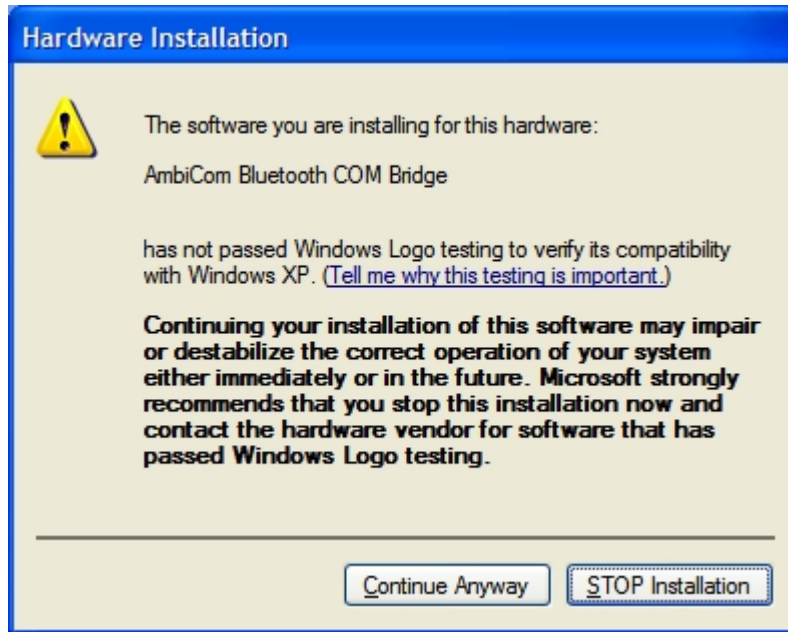 Hardware Installation
The software you are installing for this hardware:
AmbiCom Bluetooth COM Bridge
has not passed Windows Logo testing to verify its compatibility
with Windows XP. (Tell me why this testing is important.)
Continuing your installation of this software may impair
or destabilize the correct operation of your system
either immediately or in the future. Microsoft strongly
recommends that you stop this installation now and
contact the hardware vendor for software that has
passed Windows Logo testing.
Continue Anyway
STOP Installation